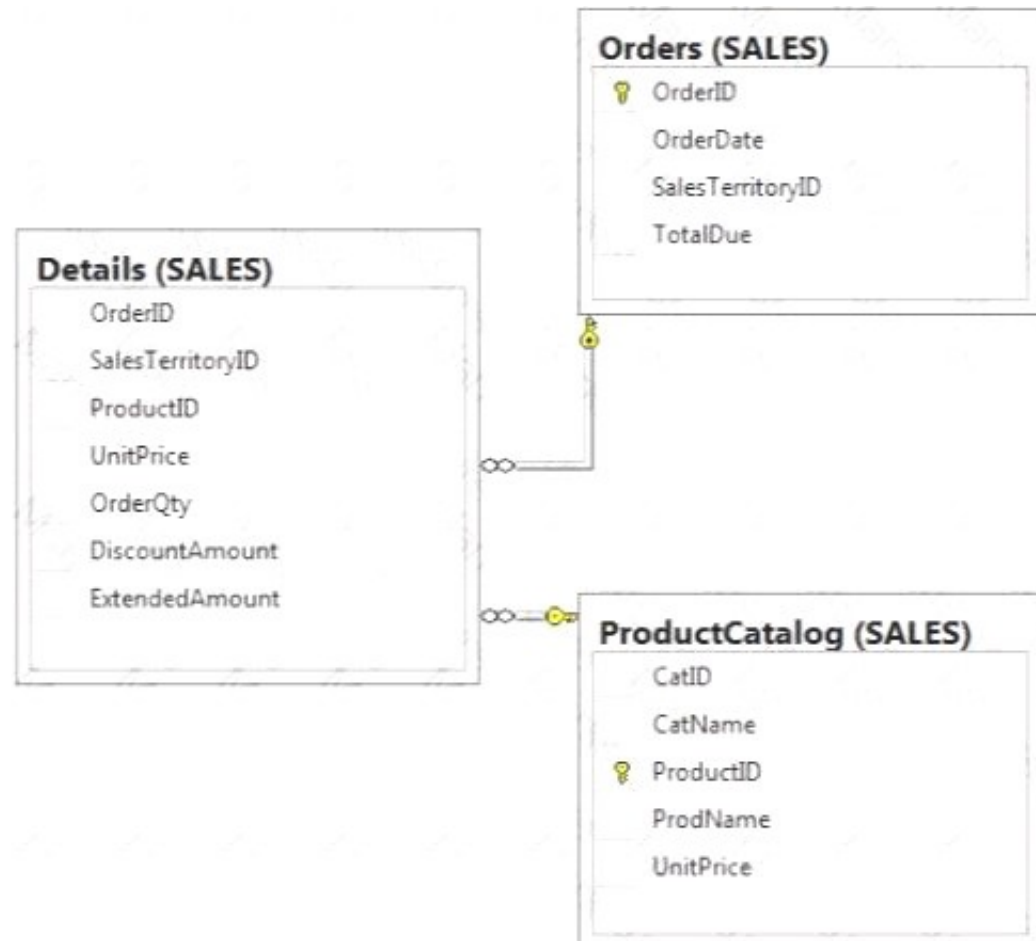 Orders (SALES)
OrderID
OrderDate
SalesTerritoryID
TotalDue
Details (SALES)
OrderID
SalesTerritoryID
ProductID
UnitPrice
OrderQty
DiscountAmount
ExtendedAmount
ProductCatalog (SALES)
CatID
CatName
ProductID
ProdName
UnitPrice